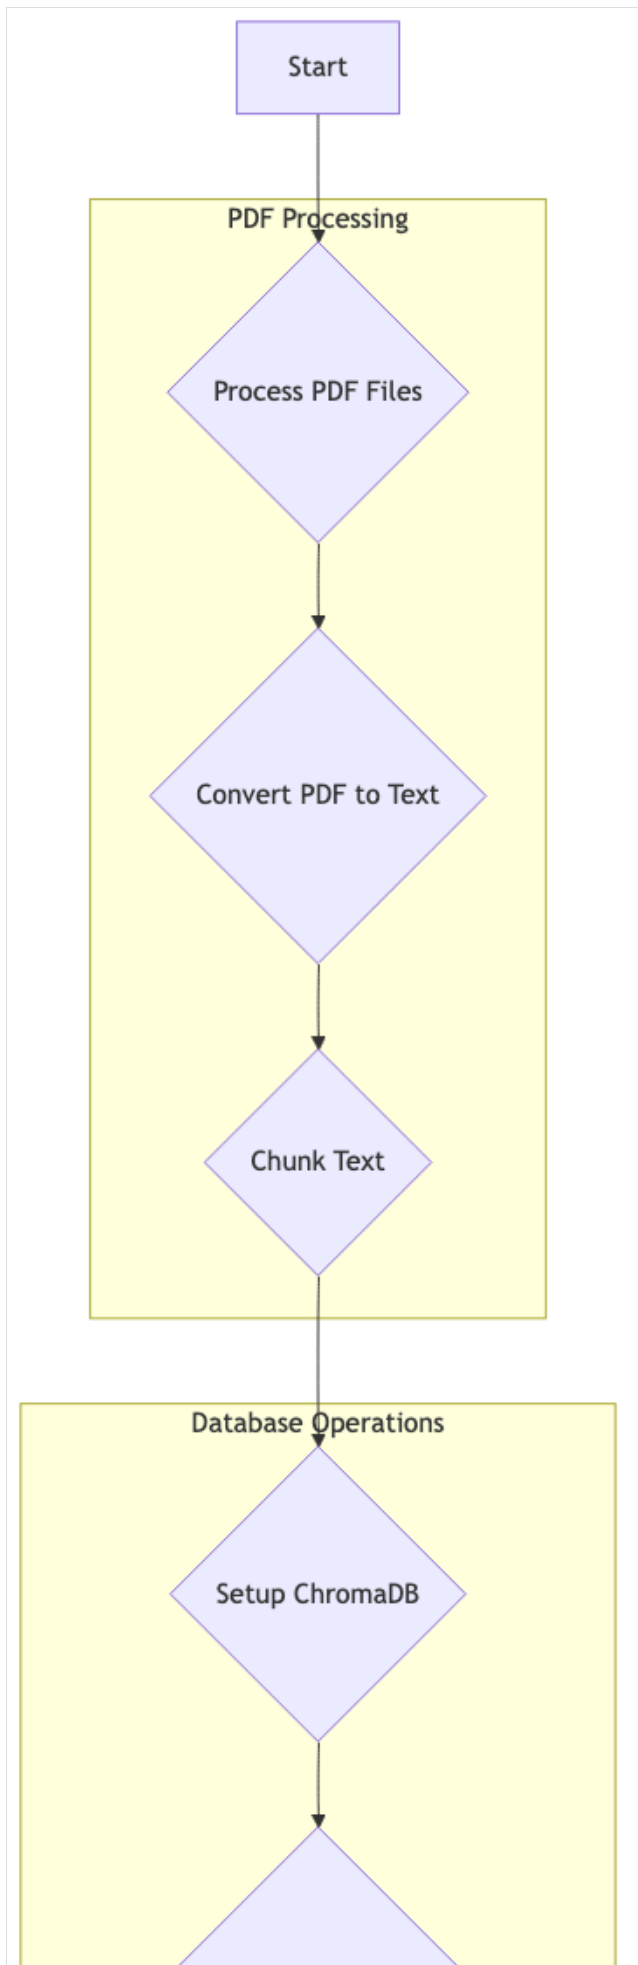 Start
PDF Processing
Process PDF Files
Convert PDF to Text
Chunk Text
Database Operations
Setup ChromaDB